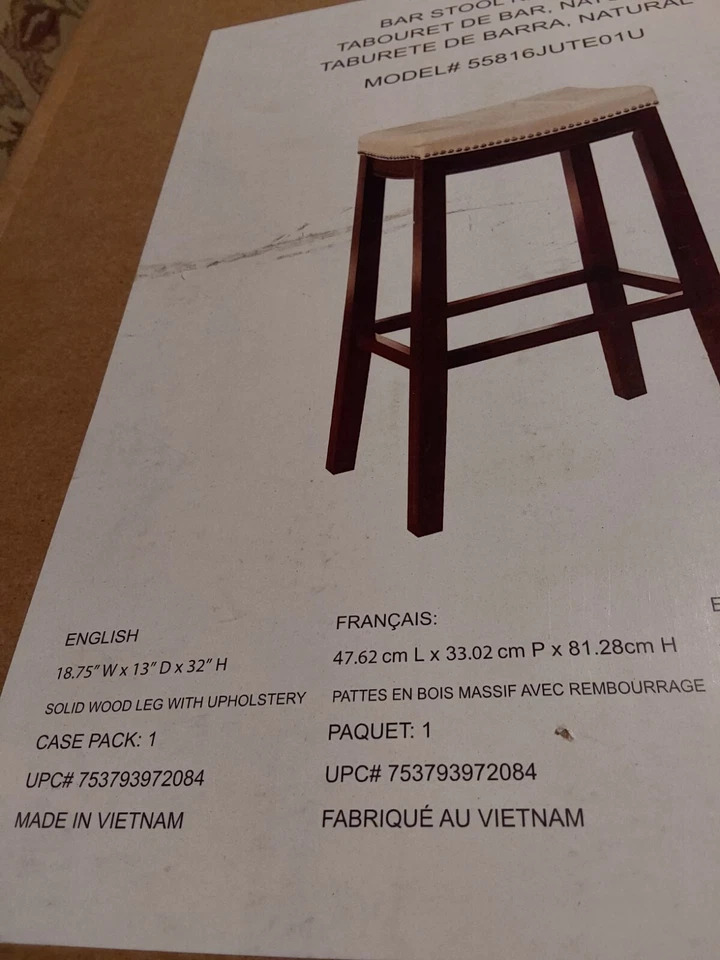 BAR STOOL
TABOURET DE BAR,
TABURETE DE BARRA, NATURAL
MODEL# 55816JUTE01U
ENGLISH
18.75" W x 13" D x 32" H
SOLID WOOD LEG WITH UPHOLSTERY
CASE PACK: 1
UPC# 753793972084
MADE IN VIETNAM
FRANÇAIS:
47.62 cm L x 33.02 cm P x 81.28cm H
PATTES EN BOIS MASSIF AVEC REMBOURRAGE
PAQUET: 1
UPC# 753793972084
FABRIQUÉ AU VIETNAM